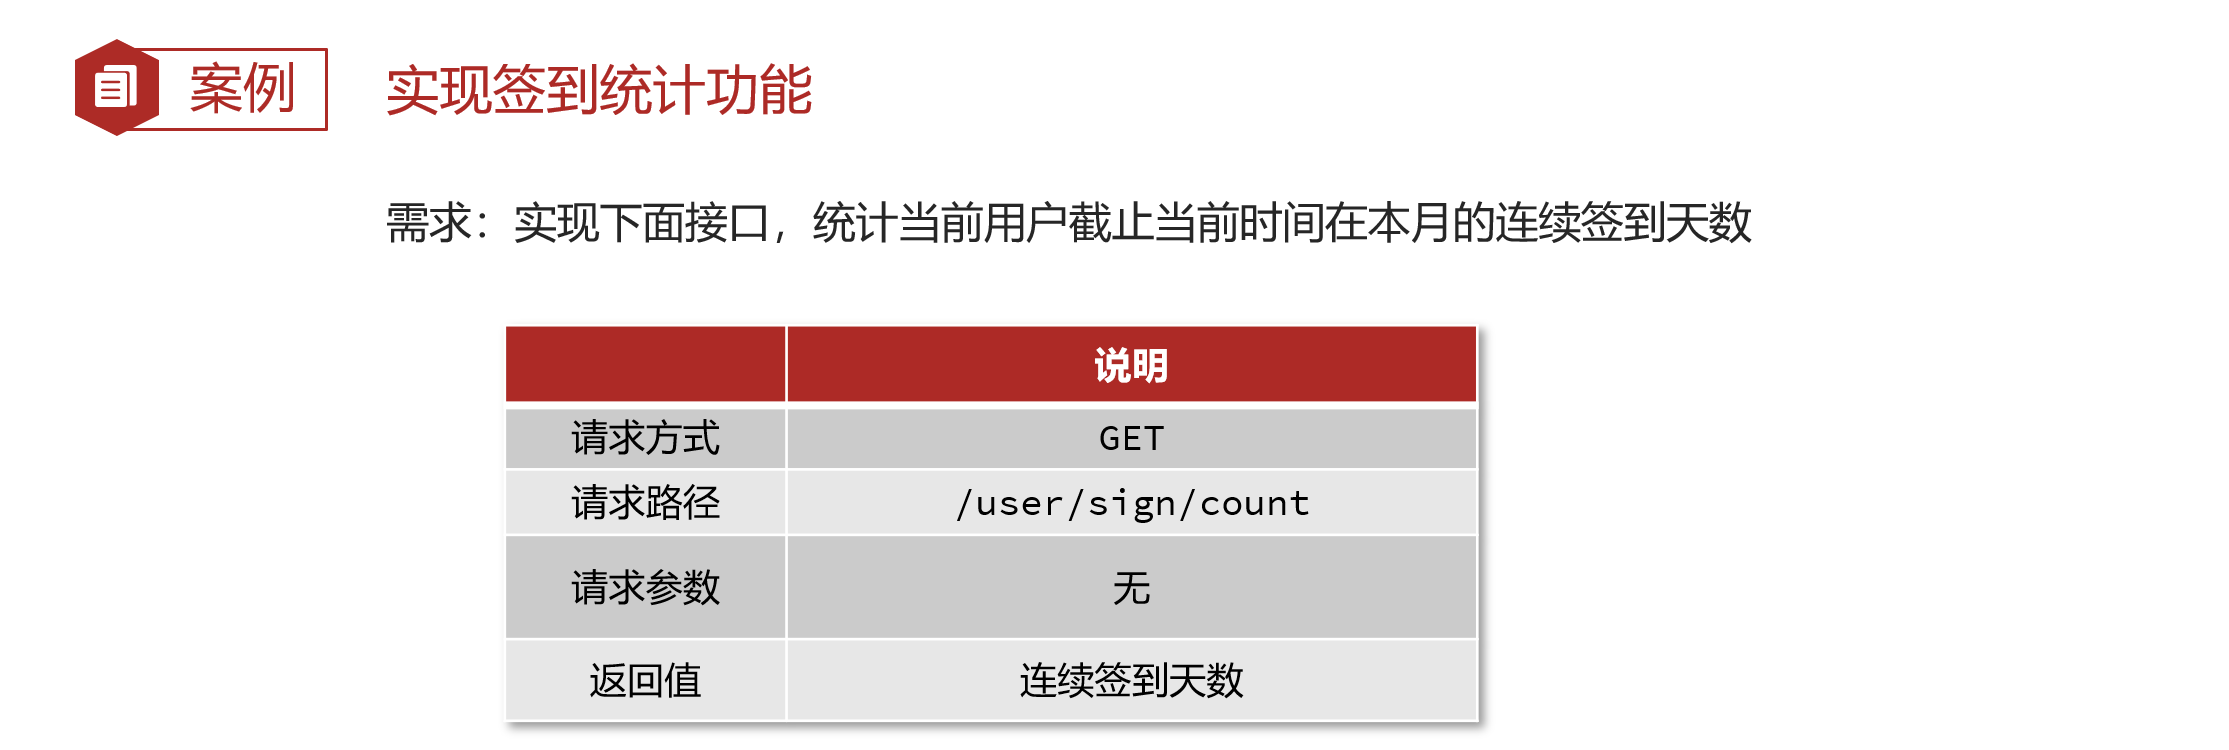 案例
实现签到统计功能
需求：实现下面接口，统计当前用户截止当前时间在本月的连续签到天数
说明
请求方式 GET
请求路径 /user/sign/count
请求参数 无
返回值 连续签到天数